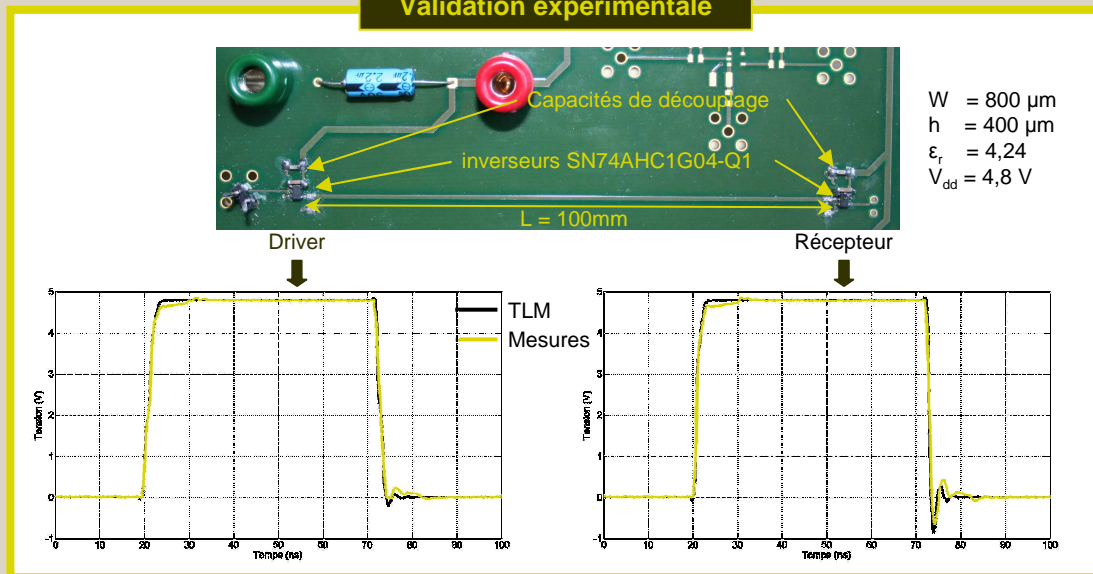 Validation expérimentale
Capacités de découplage
inverseurs SN74AHC1G04-Q1
L = 100mm
W = 800 µm
h = 400 µm
εr = 4,24
Vdd = 4,8 V
Driver
Récepteur
TLM
Mesures
5
4
3
2
1
0
-1
Tension (V)
0 10 20 30 40 50 60 70 80 90 100
Temps (ns)
5
4
3
2
1
0
-1
Tension (V)
0 10 20 30 40 50 60 70 80 90 100
Temps (ns)